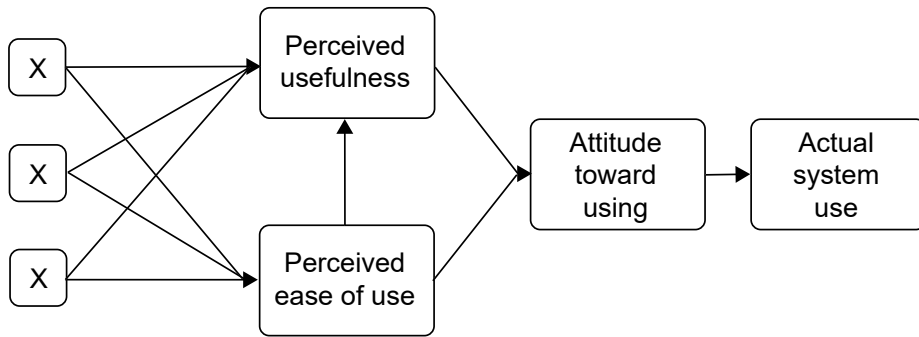 X
X
X
Perceived
usefulness
Perceived
ease of use
Attitude
toward
using
Actual
system
use